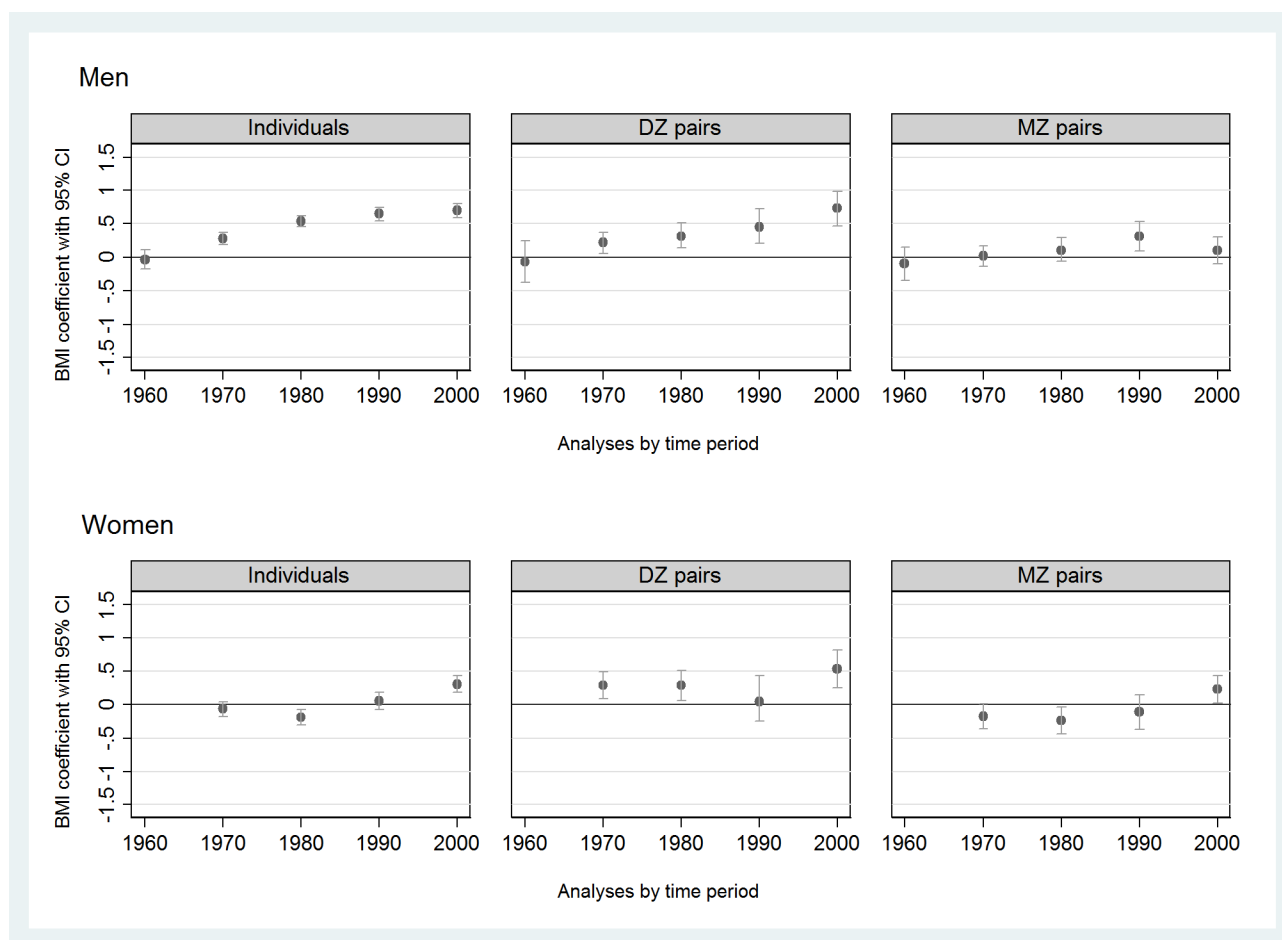 Men
Individuals DZ pairs MZ pairs
BMI coefficient with 95% CI
1.5
1
.5
0
-.5
-1
-1.5
1960 1970 1980 1990 2000 1960 1970 1980 1990 2000 1960 1970 1980 1990 2000
Analyses by time period
Women
Individuals DZ pairs MZ pairs
BMI coefficient with 95% CI
1.5
1
.5
0
-.5
-1
-1.5
1960 1970 1980 1990 2000 1960 1970 1980 1990 2000 1960 1970 1980 1990 2000
Analyses by time period